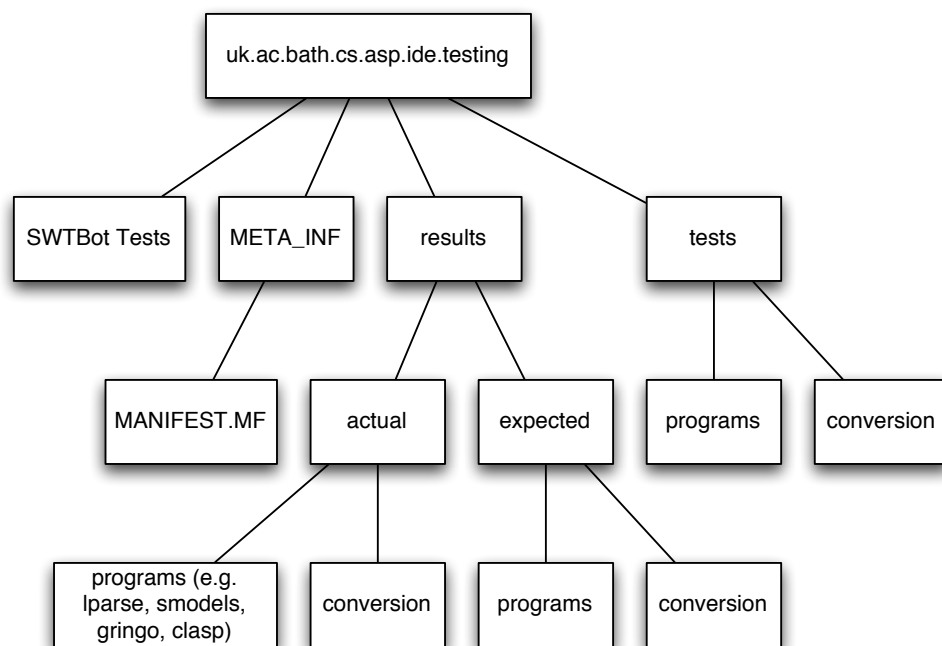 uk.ac.bath.cs.asp.ide.testing
SWTBot Tests
META_INF
results
tests
MANIFEST.MF
actual
expected
programs
conversion
programs (e.g.
lparse, smodels,
gringo, clasp)
conversion
programs
conversion